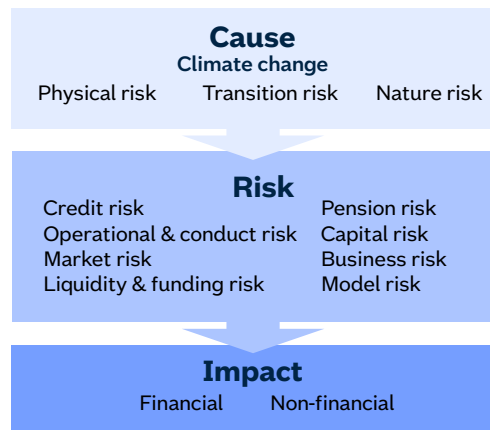 Cause
Climate change
Physical risk Transition risk Nature risk
Risk
Credit risk Pension risk
Operational & conduct risk Capital risk
Market risk Business risk
Liquidity & funding risk Model risk
Impact
Financial Non-financial